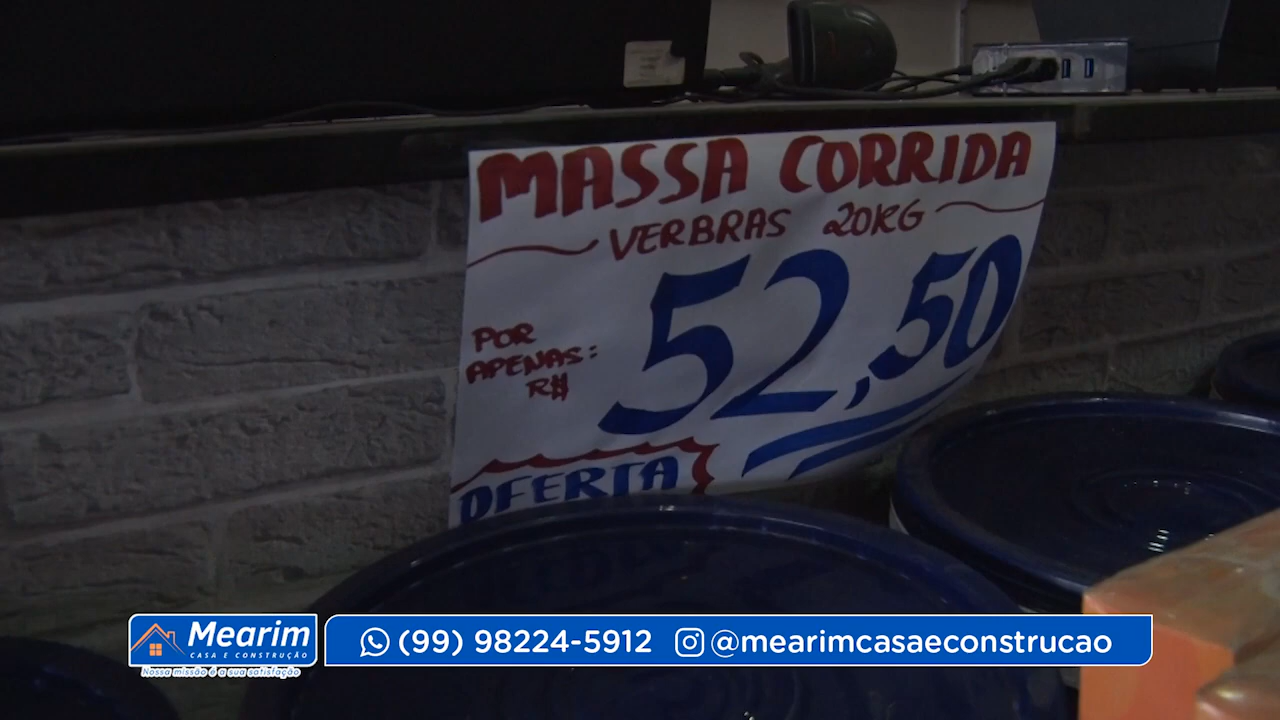 MASSA CORRIDA
VERBRAS 20KG
POR
APENAS:
R$
52,50
OFERTA
Mearim
CASA E CONSTRUÇÃO
Nossa missão é a sua satisfação
(99) 98224-5912
@mearimcasaeconstrucao